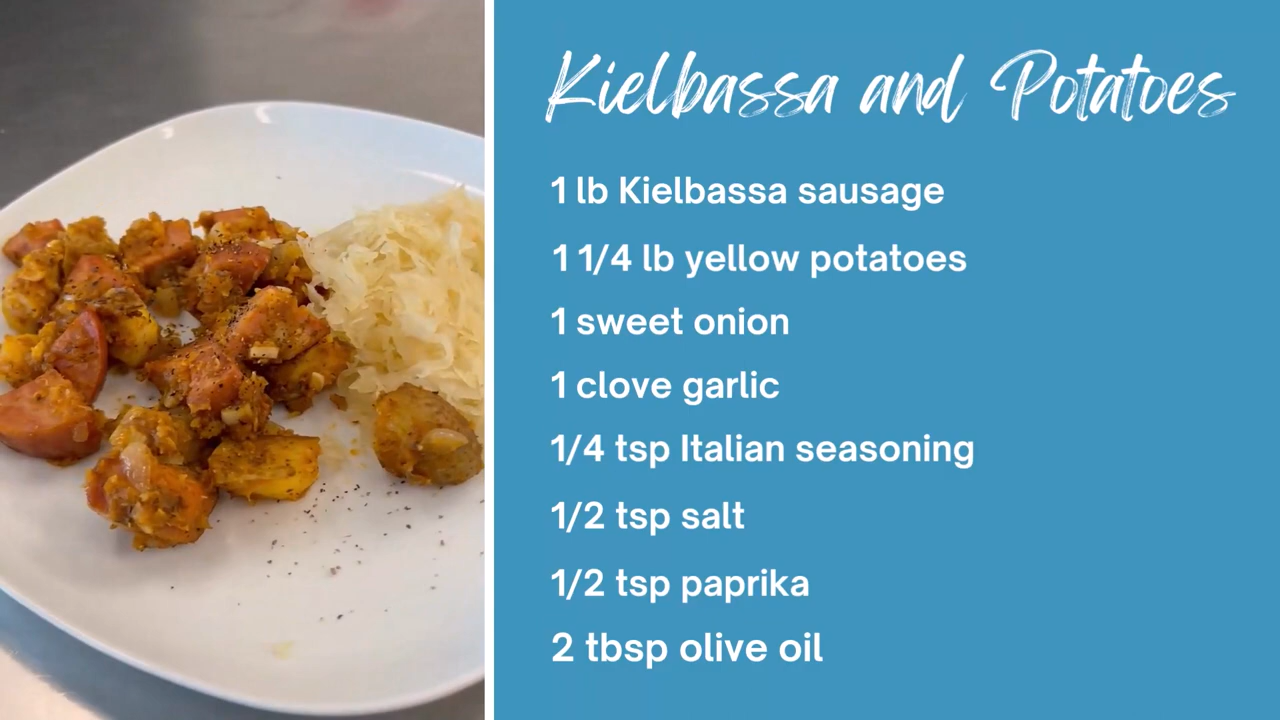 Kielbassa and Potatoes
1 lb Kielbassa sausage
1 1/4 lb yellow potatoes
1 sweet onion
1 clove garlic
1/4 tsp Italian seasoning
1/2 tsp salt
1/2 tsp paprika
2 tbsp olive oil